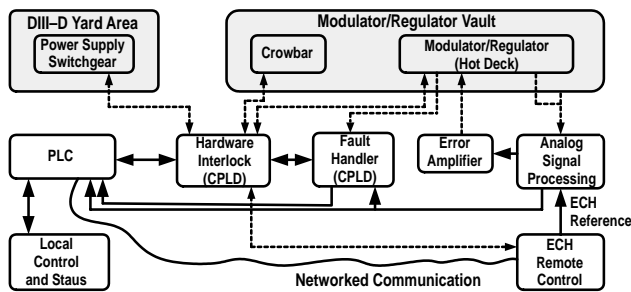 DIII–D Yard Area
Power Supply
Switchgear
Modulator/Regulator Vault
Crowbar
Modulator/Regulator
(Hot Deck)
PLC
Hardware
Interlock
(CPLD)
Fault
Handler
(CPLD)
Error
Amplifier
Analog
Signal
Processing
ECH
Reference
Local
Control
and Staus
Networked Communication
ECH
Remote
Control